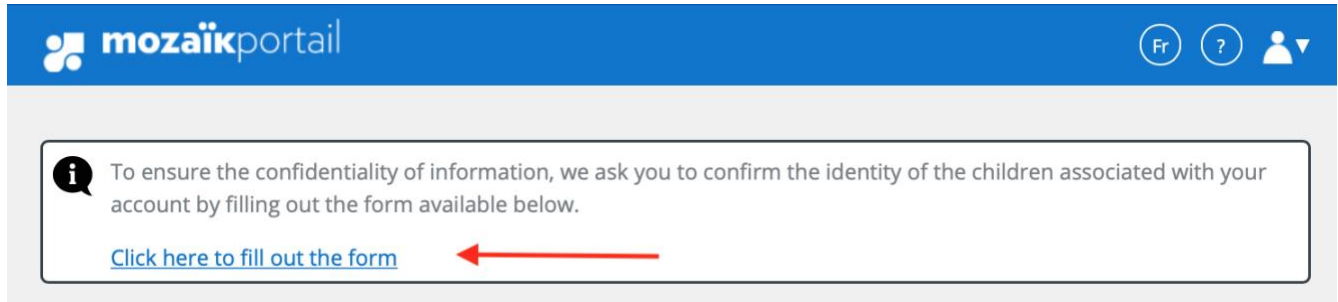 mozaïkportail
Fr ?
i
To ensure the confidentiality of information, we ask you to confirm the identity of the children associated with your
account by filling out the form available below.
Click here to fill out the form